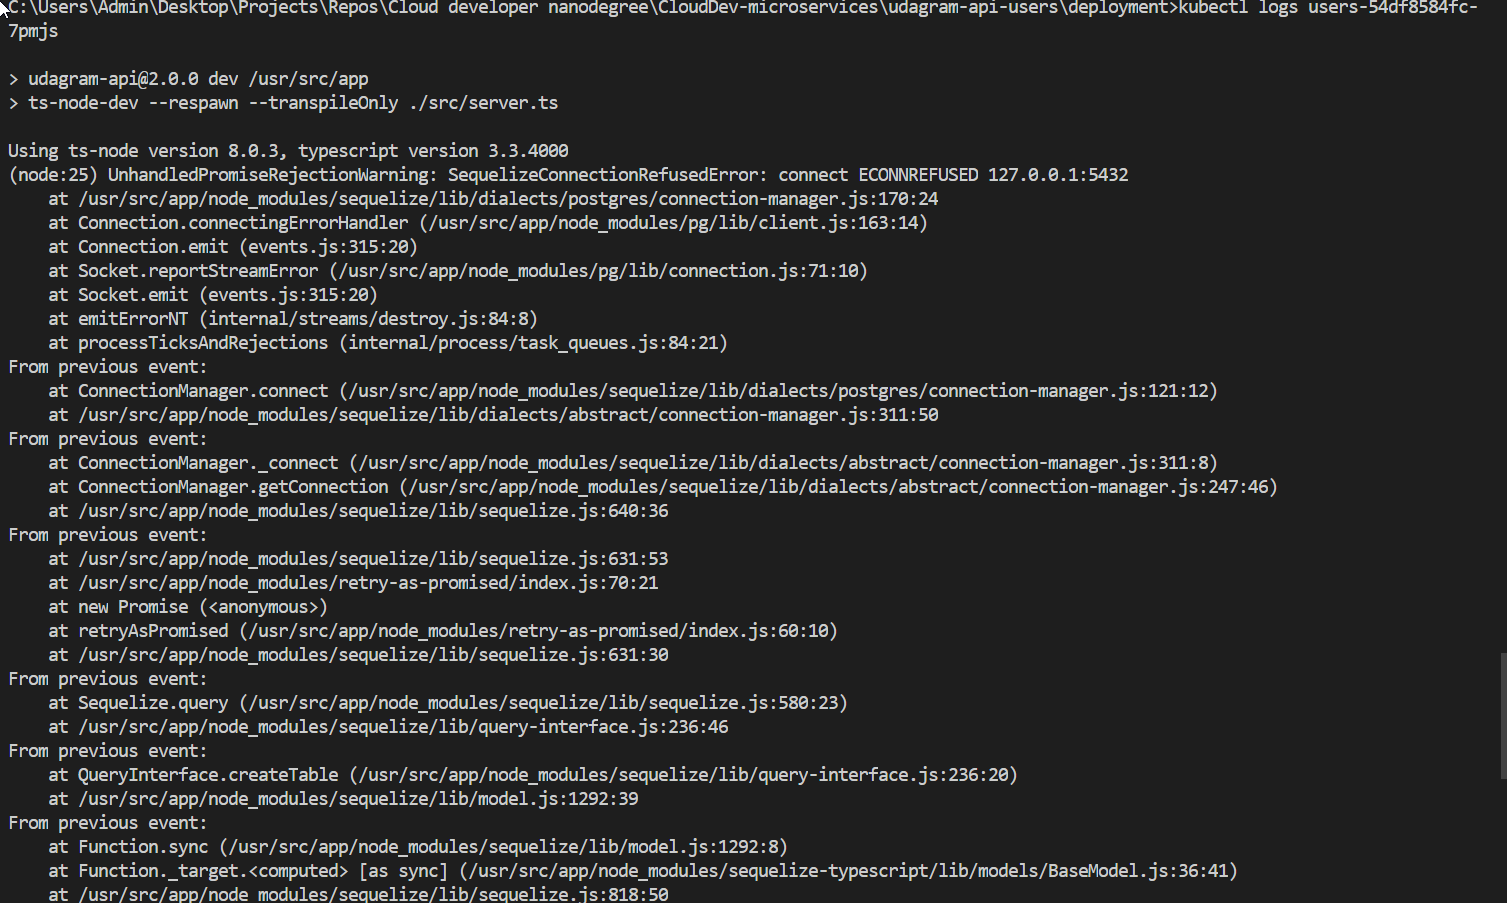 C:\Users\Admin\Desktop\Projects\Repos\Cloud developer nanodegree\CloudDev-microservices\udagram-api-users\deployment>kubectl logs users-54df8584fc-
7pmjs
> udagram-api@2.0.0 dev /usr/src/app
> ts-node-dev --respawn --transpileOnly ./src/server.ts
Using ts-node version 8.0.3, typescript version 3.3.4000
(node:25) UnhandledPromiseRejectionWarning: SequelizeConnectionRefusedError: connect ECONNREFUSED 127.0.0.1:5432
    at /usr/src/app/node_modules/sequelize/lib/dialects/postgres/connection-manager.js:170:24
    at Connection.connectingErrorHandler (/usr/src/app/node_modules/pg/lib/client.js:163:14)
    at Connection.emit (events.js:315:20)
    at Socket.reportStreamError (/usr/src/app/node_modules/pg/lib/connection.js:71:10)
    at Socket.emit (events.js:315:20)
    at emitErrorNT (internal/streams/destroy.js:84:8)
    at processTicksAndRejections (internal/process/task_queues.js:84:21)
From previous event:
    at ConnectionManager.connect (/usr/src/app/node_modules/sequelize/lib/dialects/postgres/connection-manager.js:121:12)
    at /usr/src/app/node_modules/sequelize/lib/dialects/abstract/connection-manager.js:311:50
From previous event:
    at ConnectionManager._connect (/usr/src/app/node_modules/sequelize/lib/dialects/abstract/connection-manager.js:311:8)
    at ConnectionManager.getConnection (/usr/src/app/node_modules/sequelize/lib/dialects/abstract/connection-manager.js:247:46)
    at /usr/src/app/node_modules/sequelize/lib/sequelize.js:640:36
From previous event:
    at /usr/src/app/node_modules/sequelize/lib/sequelize.js:631:53
    at /usr/src/app/node_modules/retry-as-promised/index.js:70:21
    at new Promise (<anonymous>)
    at retryAsPromised (/usr/src/app/node_modules/retry-as-promised/index.js:60:10)
    at /usr/src/app/node_modules/sequelize/lib/sequelize.js:631:30
From previous event:
    at Sequelize.query (/usr/src/app/node_modules/sequelize/lib/sequelize.js:580:23)
    at /usr/src/app/node_modules/sequelize/lib/query-interface.js:236:46
From previous event:
    at QueryInterface.createTable (/usr/src/app/node_modules/sequelize/lib/query-interface.js:236:20)
    at /usr/src/app/node_modules/sequelize/lib/model.js:1292:39
From previous event:
    at Function.sync (/usr/src/app/node_modules/sequelize/lib/model.js:1292:8)
    at Function._target.<computed> [as sync] (/usr/src/app/node_modules/sequelize-typescript/lib/models/BaseModel.js:36:41)
    at /usr/src/app/node_modules/sequelize/lib/sequelize.js:818:50